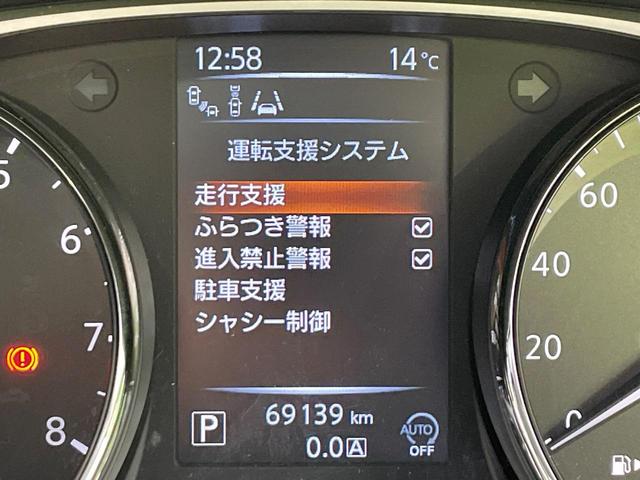 12:58 14°C
運転支援システム
走行支援
ふらつき警報
進入禁止警報
駐車支援
シャシー制御
P 69139 km
0.0 A
AUTO
OFF
5
6
7
8
60
40
20
0